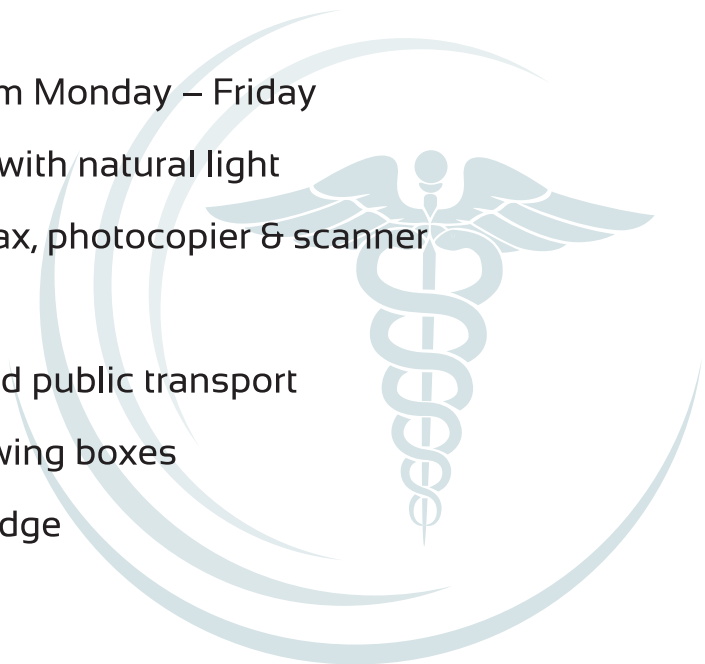 m Monday – Friday
with natural light
ax, photocopier & scanner
d public transport
wing boxes
dge